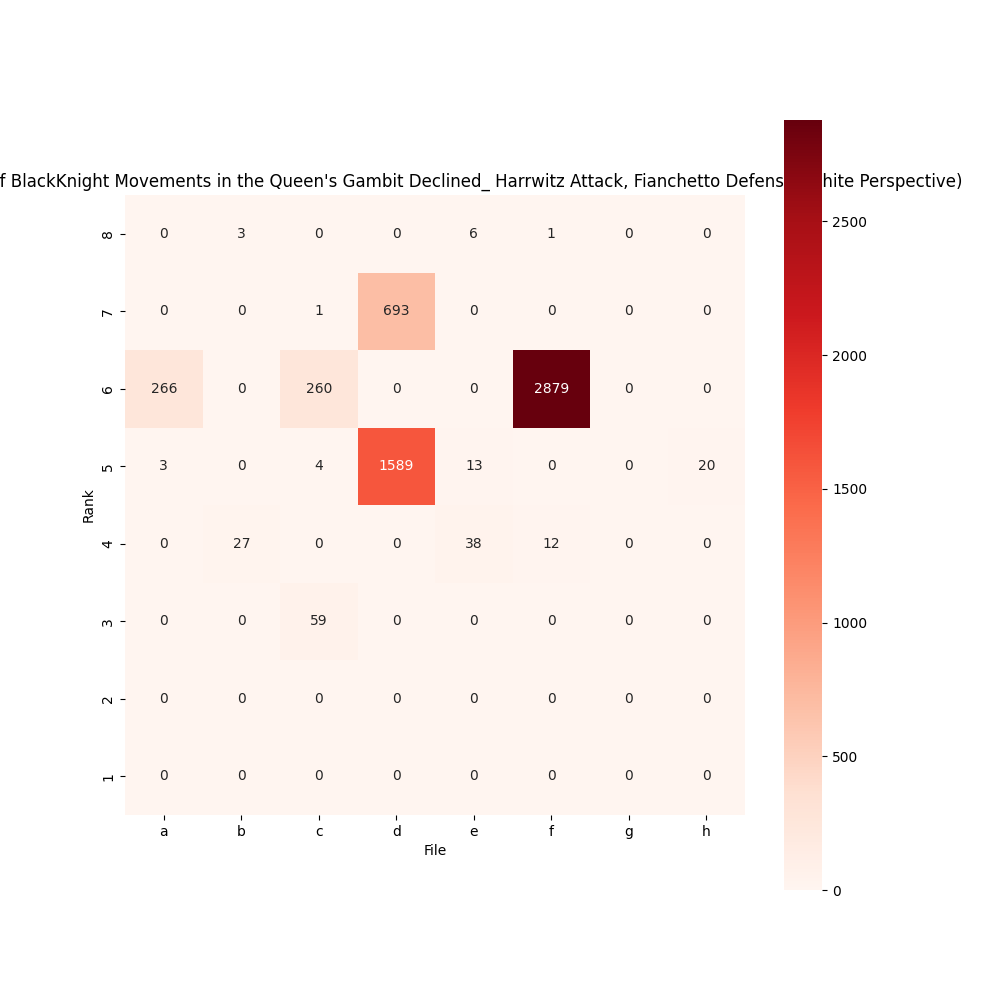 f BlackKnight Movements in the Queen's Gambit Declined_ Harrwitz Attack, Fianchetto Defens hite Perspective)
8 0 3 0 0 6 1 0 0
7 0 0 1 693 0 0 0 0
6 266 0 260 0 0 2879 0 0
5 3 0 4 1589 13 0 0 20
4 0 27 0 0 38 12 0 0
3 0 0 59 0 0 0 0 0
2 0 0 0 0 0 0 0 0
1 0 0 0 0 0 0 0 0
a b c d e f g h
File
Rank
2500
2000
1500
1000
500
0